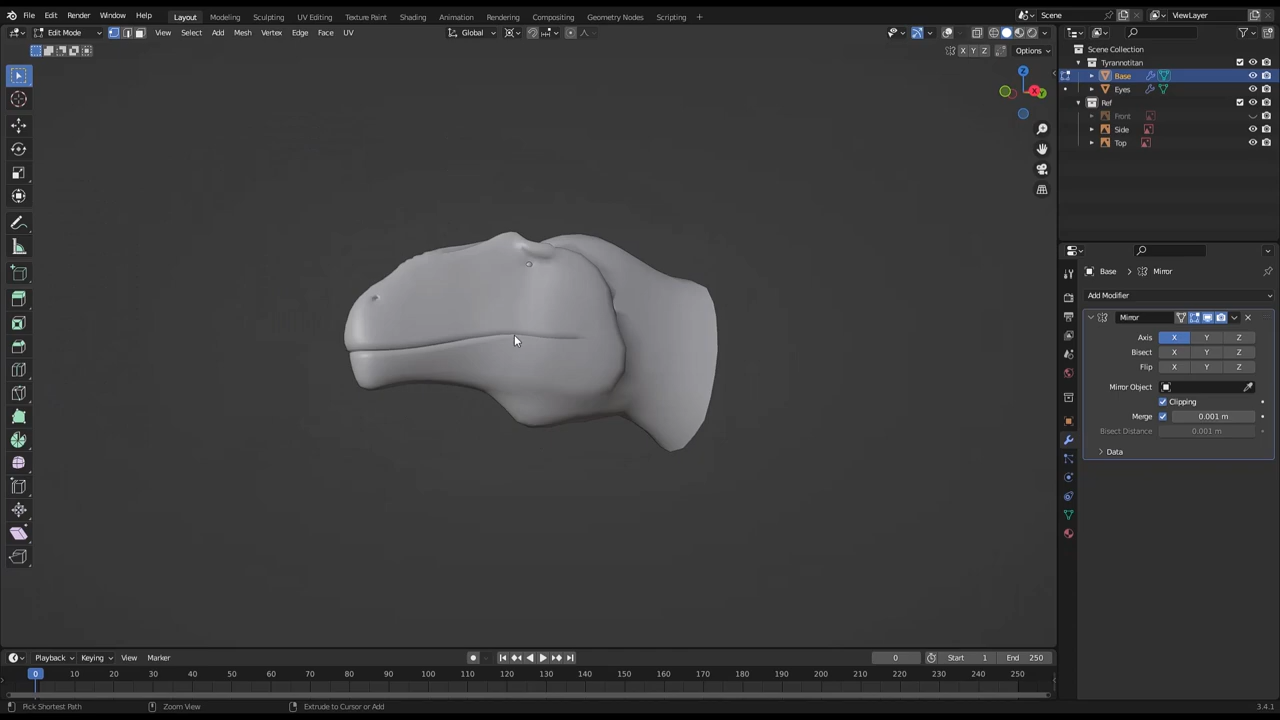 File Edit Render Window Help Layout Modeling Sculpting UV Editing Texture Paint Shading Animation Rendering Compositing Geometry Nodes Scripting + Scene ViewLayer
Edit Mode View Select Add Mesh Vertex Edge Face UV Global
X Y Z Options
Z
X Y
Scene Collection
Tyrannotitan
Base
Eyes
Ref
Front
Side
Top
Base > Mirror
Add Modifier
Mirror
Axis X Y Z
Bisect X Y Z
Flip X Y Z
Mirror Object
Clipping
Merge 0.001 m
Bisect Distance 0.001 m
Data
Playback Keying View Marker 0 Start 1 End 250
0 10 20 30 40 50 60 70 80 90 100 110 120 130 140 150 160 170 180 190 200 210 220 230 240 250
Pick Shortest Path Zoom View Extrude to Cursor or Add 3.4.1